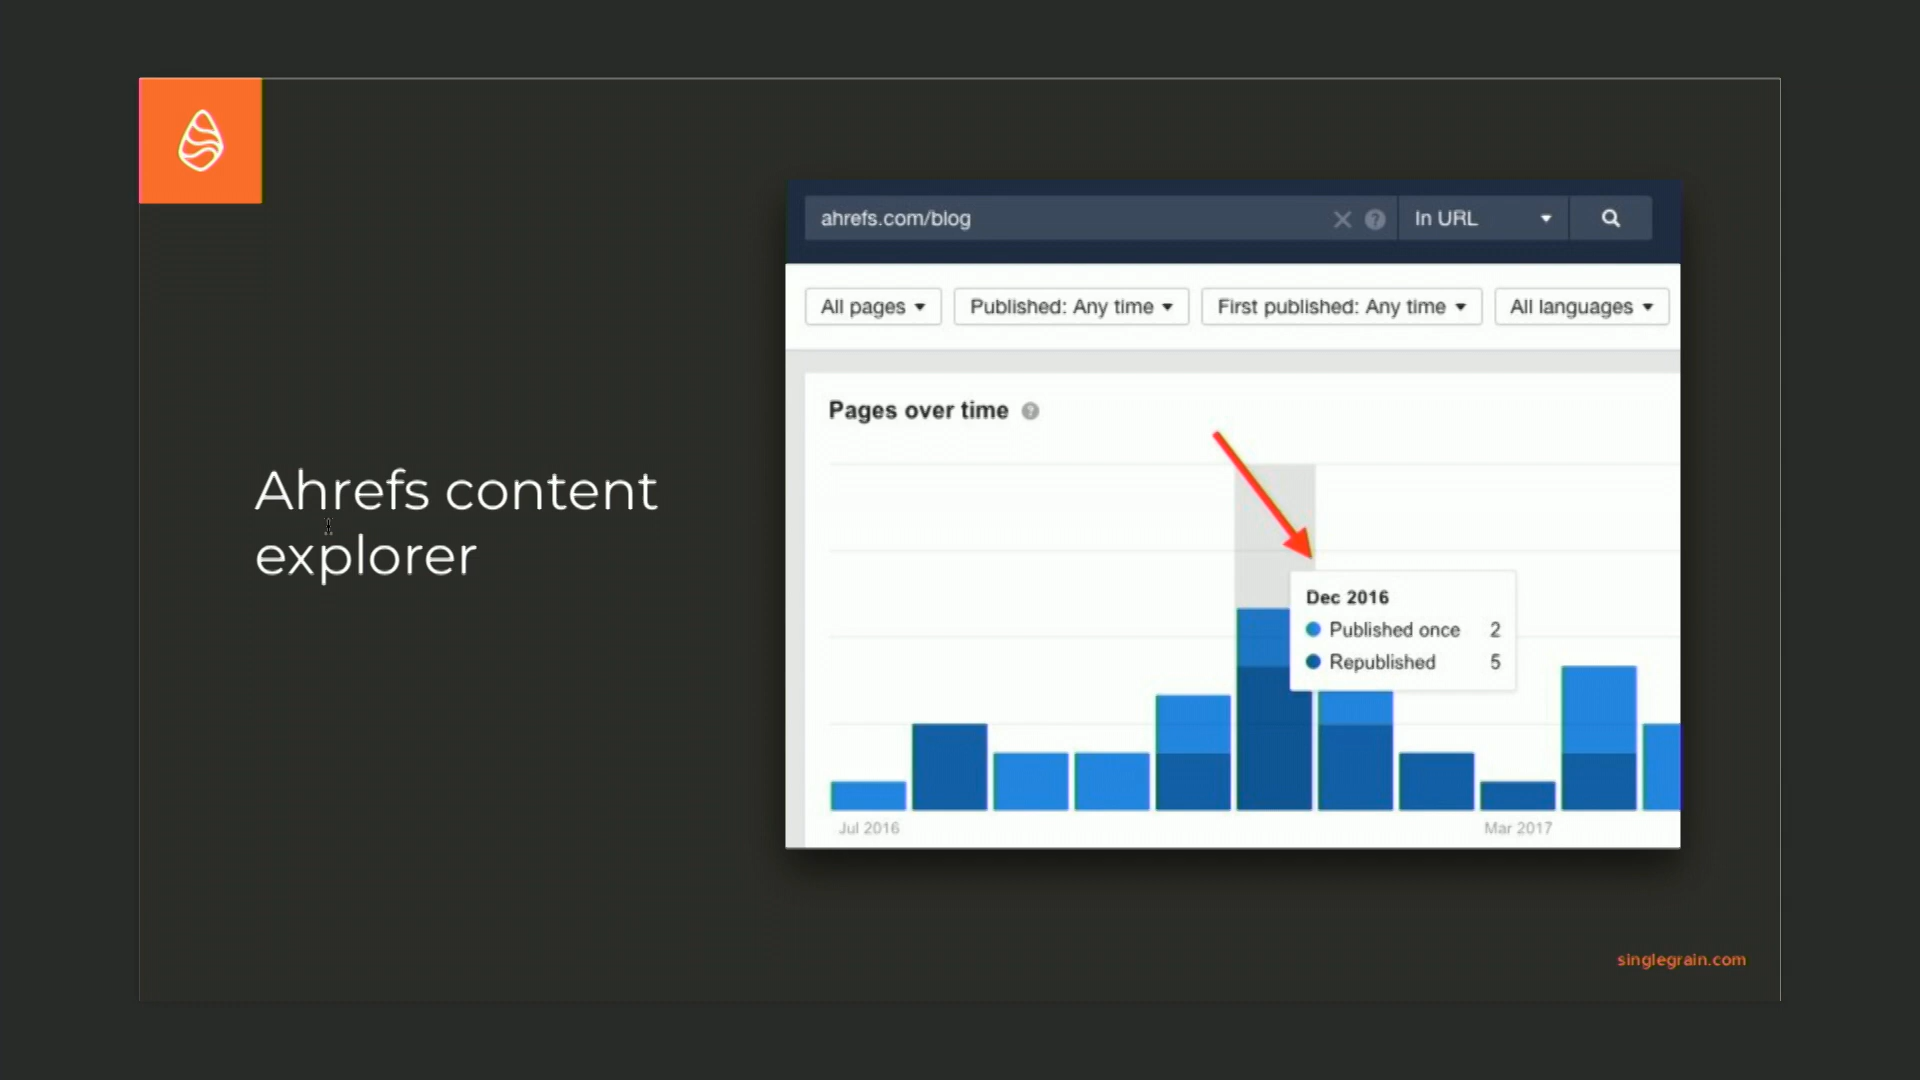 Ahrefs content
explorer
ahrefs.com/blog
In URL
All pages
Published: Any time
First published: Any time
All languages
Pages over time
Dec 2016
Published once 2
Republished 5
Jul 2016
Mar 2017
singlegrain.com